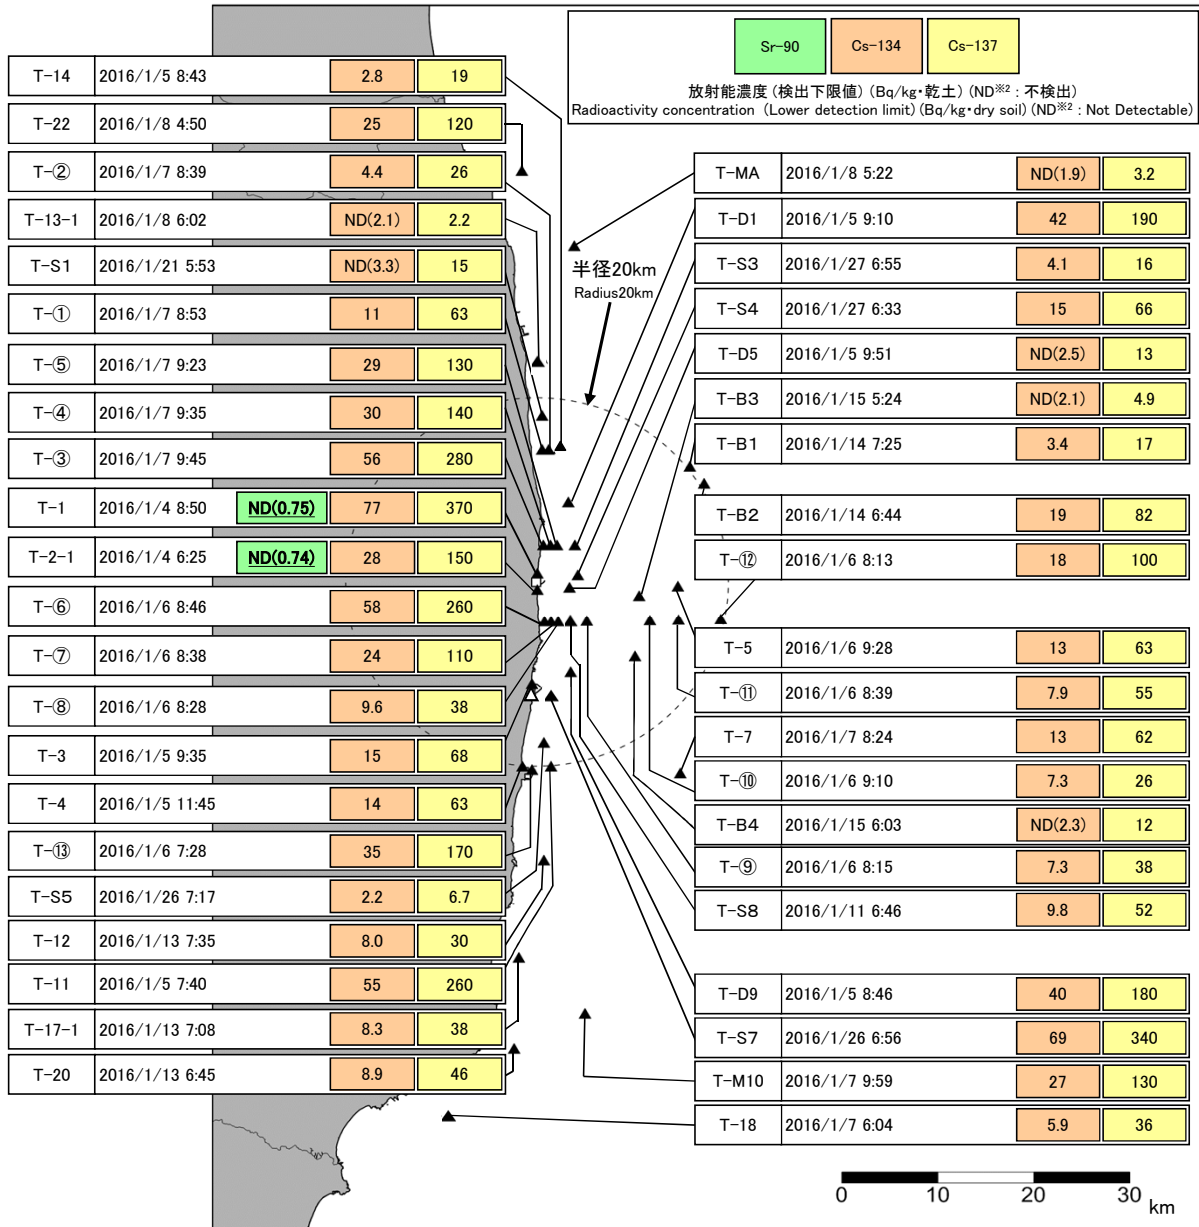 Sr-90 Cs-134 Cs-137
放射能濃度 (検出下限値) (Bq/kg・乾土) (ND※2 : 不検出)
Radioactivity concentration (Lower detection limit) (Bq/kg・dry soil) (ND※2 : Not Detectable)
T-14 2016/1/5 8:43 2.8 19
T-22 2016/1/8 4:50 25 120
T-② 2016/1/7 8:39 4.4 26
T-13-1 2016/1/8 6:02 ND(2.1) 2.2
T-S1 2016/1/21 5:53 ND(3.3) 15
T-① 2016/1/7 8:53 11 63
T-⑤ 2016/1/7 9:23 29 130
T-④ 2016/1/7 9:35 30 140
T-③ 2016/1/7 9:45 56 280
T-1 2016/1/4 8:50 ND(0.75) 77 370
T-2-1 2016/1/4 6:25 ND(0.74) 28 150
T-⑥ 2016/1/6 8:46 58 260
T-⑦ 2016/1/6 8:38 24 110
T-⑧ 2016/1/6 8:28 9.6 38
T-3 2016/1/5 9:35 15 68
T-4 2016/1/5 11:45 14 63
T-⑬ 2016/1/6 7:28 35 170
T-S5 2016/1/26 7:17 2.2 6.7
T-12 2016/1/13 7:35 8.0 30
T-11 2016/1/5 7:40 55 260
T-17-1 2016/1/13 7:08 8.3 38
T-20 2016/1/13 6:45 8.9 46
半径20km
Radius20km
T-MA 2016/1/8 5:22 ND(1.9) 3.2
T-D1 2016/1/5 9:10 42 190
T-S3 2016/1/27 6:55 4.1 16
T-S4 2016/1/27 6:33 15 66
T-D5 2016/1/5 9:51 ND(2.5) 13
T-B3 2016/1/15 5:24 ND(2.1) 4.9
T-B1 2016/1/14 7:25 3.4 17
T-B2 2016/1/14 6:44 19 82
T-⑫ 2016/1/6 8:13 18 100
T-5 2016/1/6 9:28 13 63
T-⑪ 2016/1/6 8:39 7.9 55
T-7 2016/1/7 8:24 13 62
T-⑩ 2016/1/6 9:10 7.3 26
T-B4 2016/1/15 6:03 ND(2.3) 12
T-⑨ 2016/1/6 8:15 7.3 38
T-S8 2016/1/11 6:46 9.8 52
T-D9 2016/1/5 8:46 40 180
T-S7 2016/1/26 6:56 69 340
T-M10 2016/1/7 9:59 27 130
T-18 2016/1/7 6:04 5.9 36
0 10 20 30 km